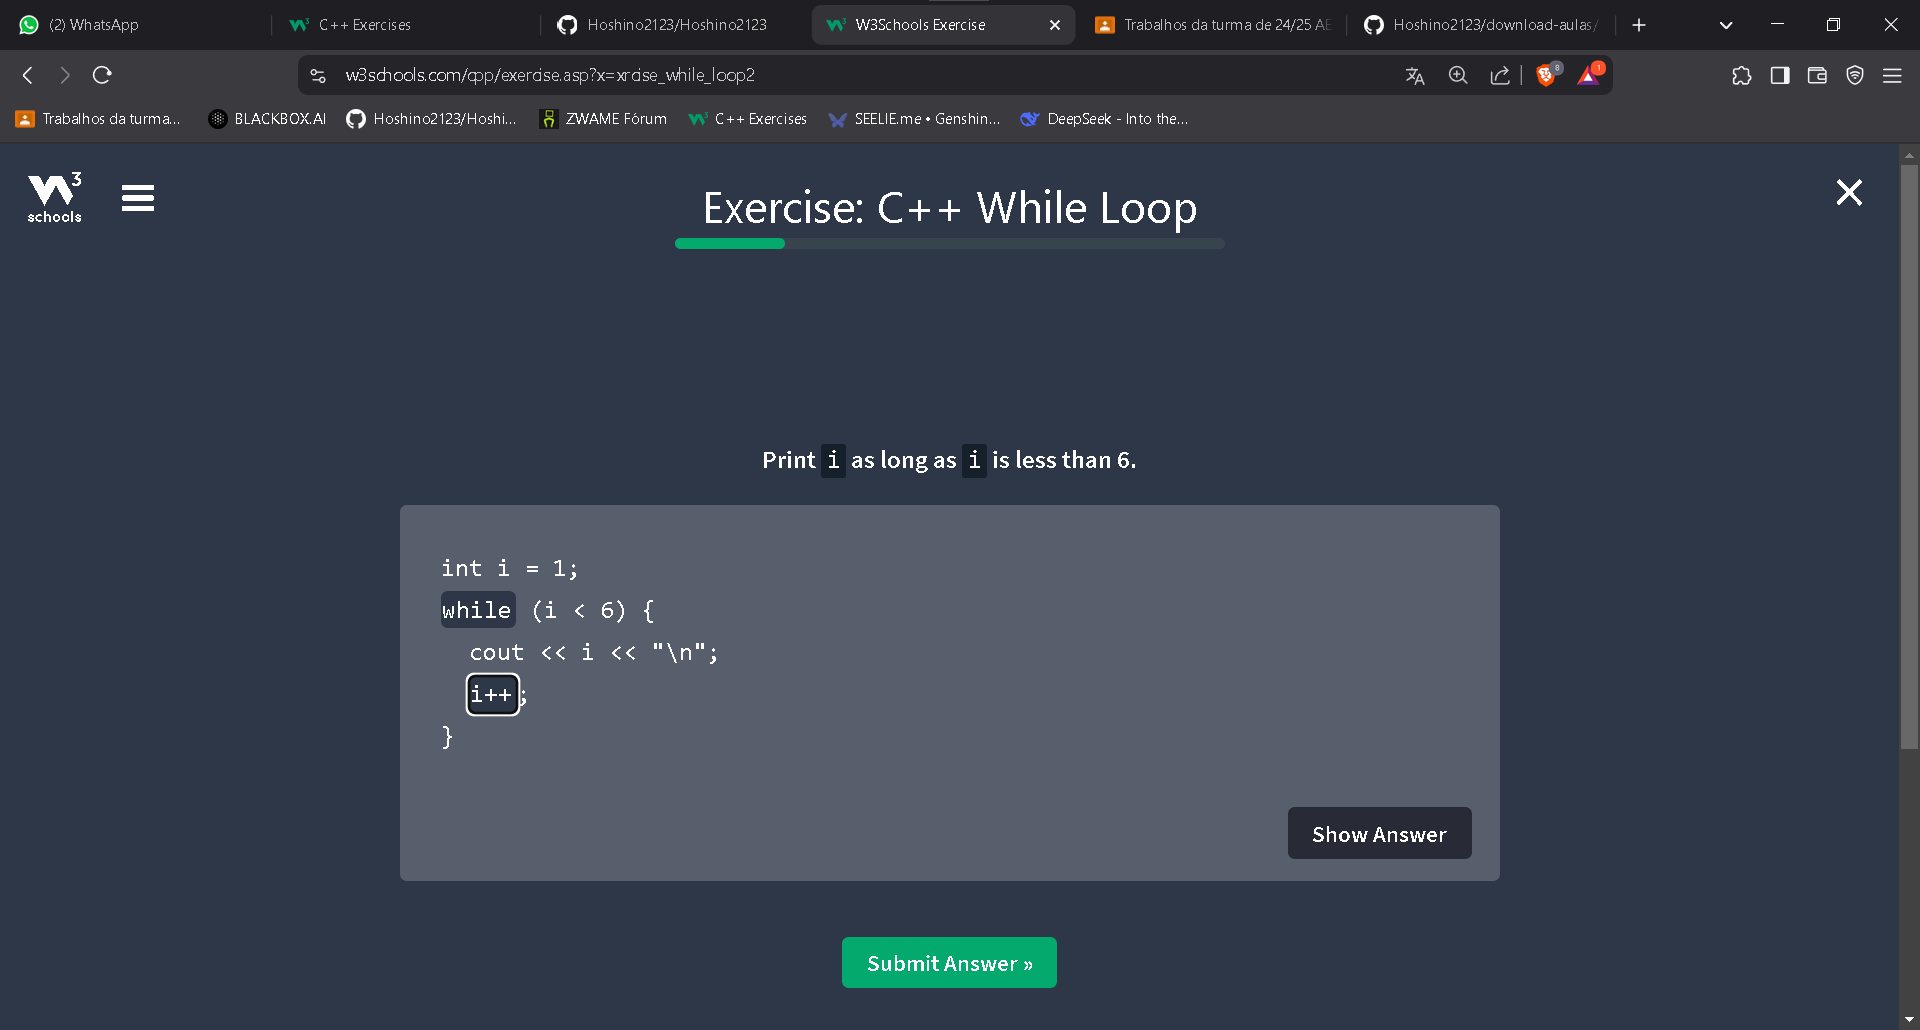 (2) WhatsApp
C++ Exercises
Hoshino2123/Hoshino2123
W3Schools Exercise
Trabalhos da turma de 24/25 AE
Hoshino2123/download-aulas/
w3schools.com/cpp/exercise.asp?x=xrcise_while_loop2
8
1
Trabalhos da turma...
BLACKBOX.AI
Hoshino2123/Hoshi...
ZWAME Fórum
C++ Exercises
SEELIE.me • Genshin...
DeepSeek - Into the...
W3
schools
Exercise: C++ While Loop
Print i as long as i is less than 6.
int i = 1;
while (i < 6) {
cout << i << "\n";
i++;
}
Show Answer
Submit Answer »